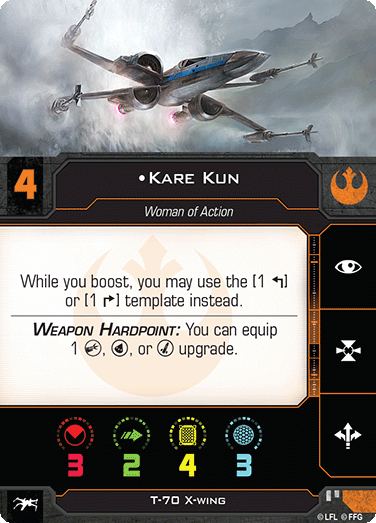 4
•Kare Kun
Woman of Action
While you boost, you may use the [1 ↰]
or [1 ↱] template instead.
Weapon Hardpoint: You can equip
1 , , or upgrade.
3 2 4 3
T-70 X-wing
©LFL ©FFG